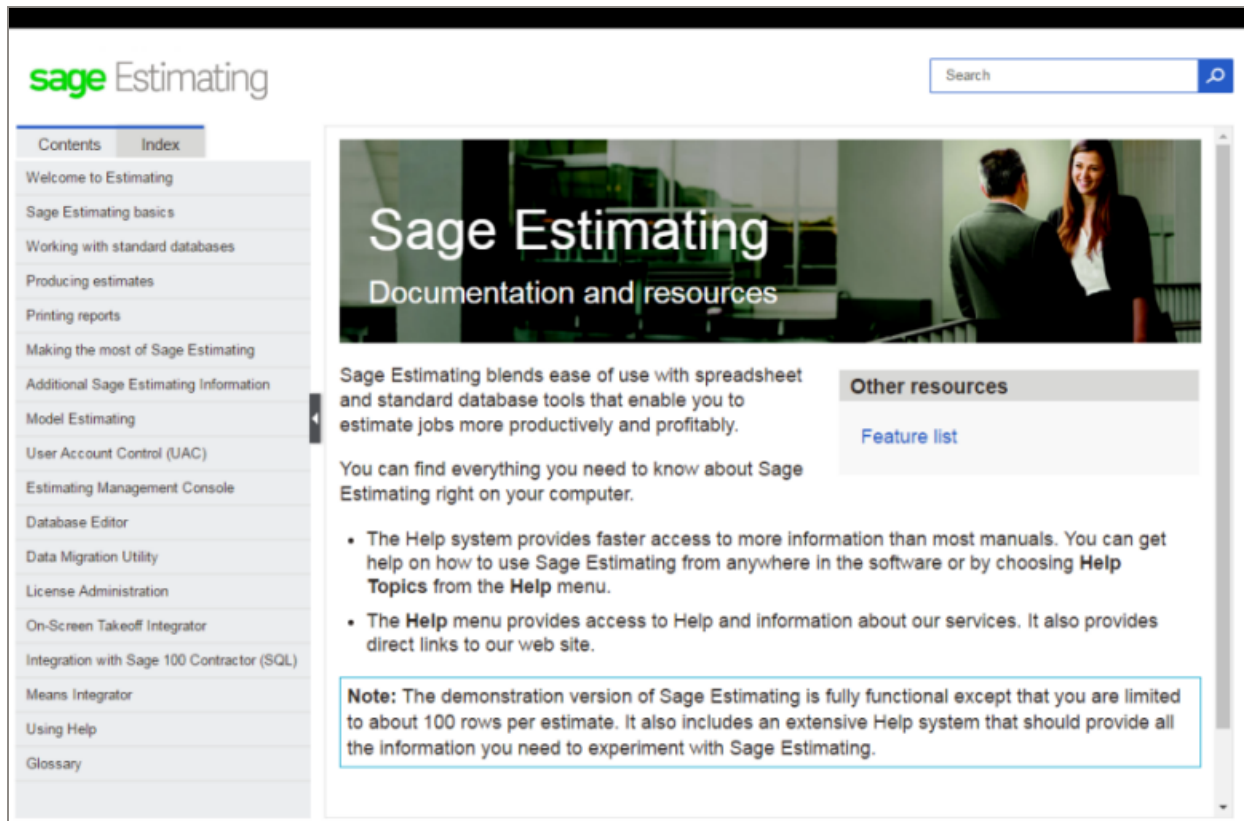 sage Estimating
Search
Contents Index
Welcome to Estimating
Sage Estimating basics
Working with standard databases
Producing estimates
Printing reports
Making the most of Sage Estimating
Additional Sage Estimating Information
Model Estimating
User Account Control (UAC)
Estimating Management Console
Database Editor
Data Migration Utility
License Administration
On-Screen Takeoff Integrator
Integration with Sage 100 Contractor (SQL)
Means Integrator
Using Help
Glossary
Sage Estimating
Documentation and resources
Sage Estimating blends ease of use with spreadsheet
and standard database tools that enable you to
estimate jobs more productively and profitably.
Other resources
Feature list
You can find everything you need to know about Sage
Estimating right on your computer.
• The Help system provides faster access to more information than most manuals. You can get
help on how to use Sage Estimating from anywhere in the software or by choosing Help
Topics from the Help menu.
• The Help menu provides access to Help and information about our services. It also provides
direct links to our web site.
Note: The demonstration version of Sage Estimating is fully functional except that you are limited
to about 100 rows per estimate. It also includes an extensive Help system that should provide all
the information you need to experiment with Sage Estimating.